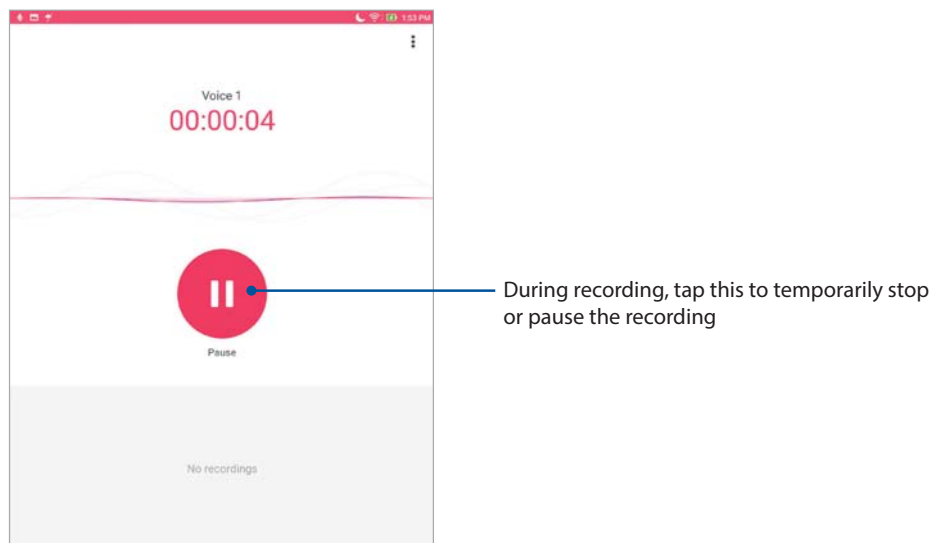 1:53 PM
Voice 1
00:00:04
During recording, tap this to temporarily stop
or pause the recording
Pause
No recordings